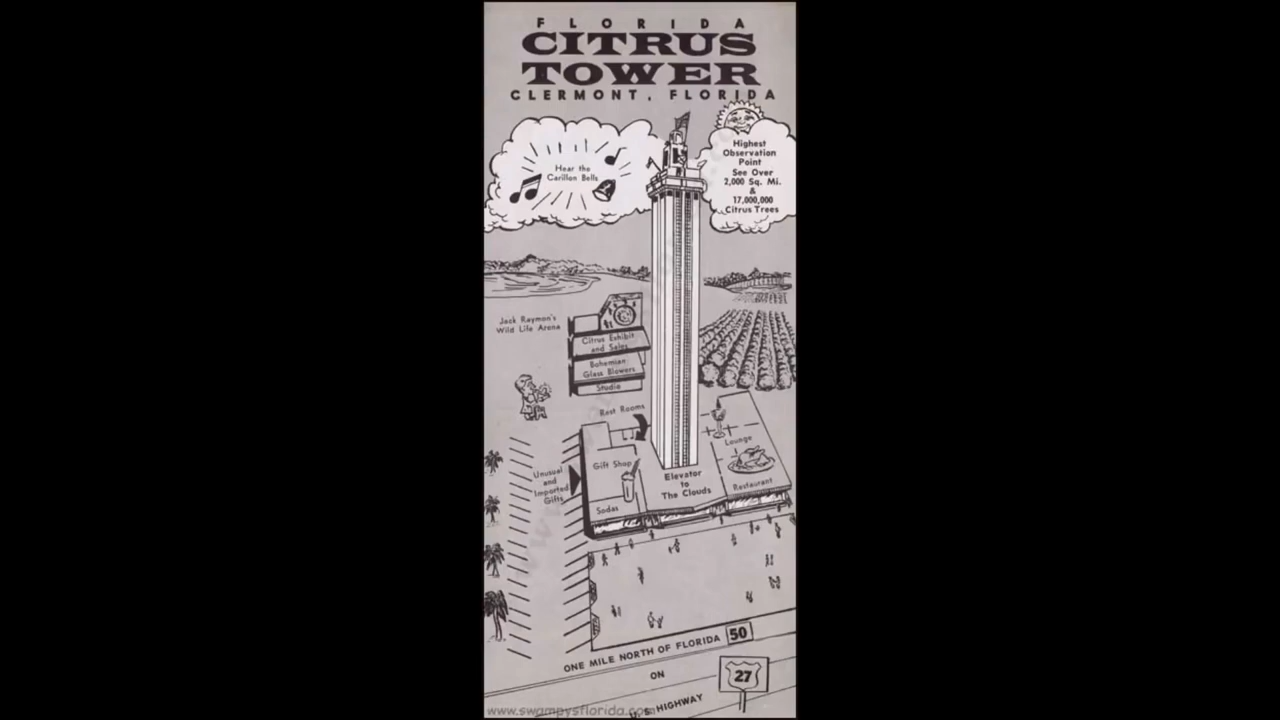 FLORIDA
CITRUS
TOWER
CLERMONT, FLORIDA
Hear the
Carillon Bells
Highest
Observation
Point
See Over
2,000 Sq. Mi.
&
17,000,000
Citrus Trees
Jack Raymon's
Wild Life Arena
Citrus Exhibit
and Sales
Bohemian
Glass Blowers
Studio
Rest Rooms
Gift Shop
Unusual
and
Imported
Gifts
Sodas
Elevator
to
The Clouds
Lounge
Restaurant
ONE MILE NORTH OF FLORIDA 50
ON
27
U.S. HIGHWAY
www.swampysflorida.com